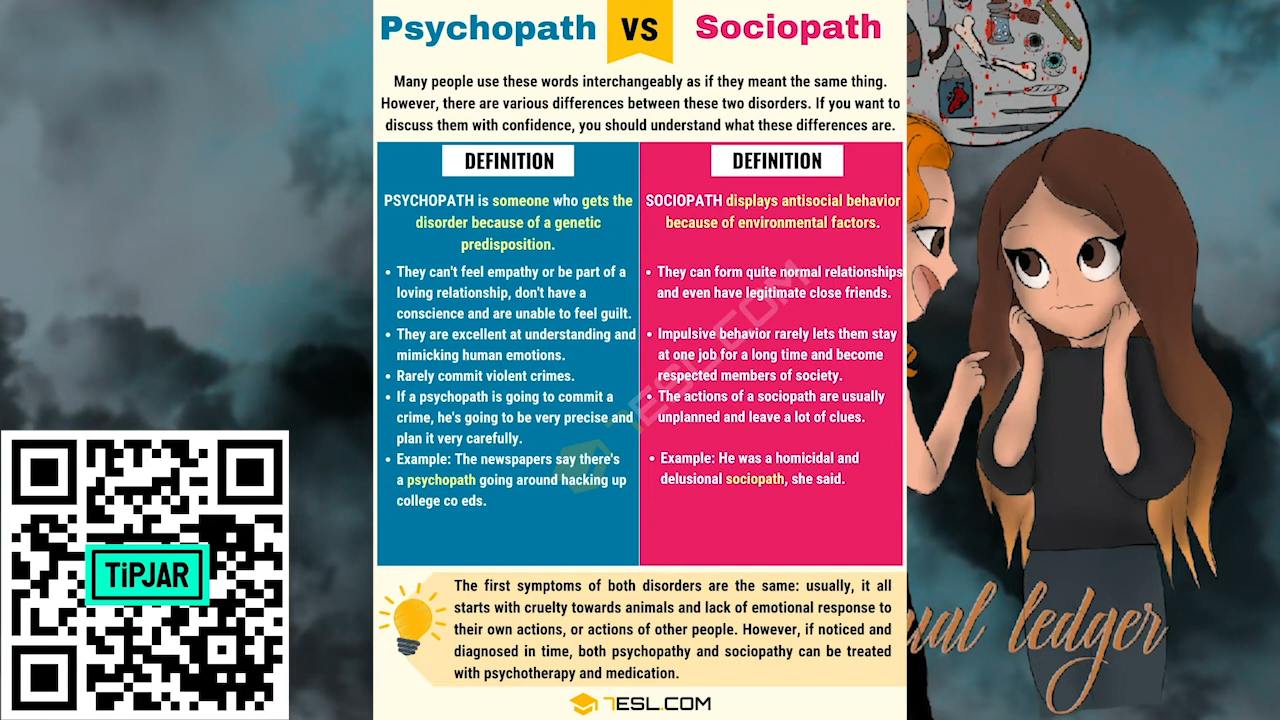 Psychopath VS Sociopath
Many people use these words interchangeably as if they meant the same thing.
However, there are various differences between these two disorders. If you want to
discuss them with confidence, you should understand what these differences are.
DEFINITION
PSYCHOPATH is someone who gets the
disorder because of a genetic
predisposition.
• They can't feel empathy or be part of a
loving relationship, don't have a
conscience and are unable to feel guilt.
• They are excellent at understanding and
mimicking human emotions.
• Rarely commit violent crimes.
• If a psychopath is going to commit a
crime, he's going to be very precise and
plan it very carefully.
• Example: The newspapers say there's
a psychopath going around hacking up
college co eds.
DEFINITION
SOCIOPATH displays antisocial behavior
because of environmental factors.
• They can form quite normal relationships
and even have legitimate close friends.
• Impulsive behavior rarely lets them stay
at one job for a long time and become
respected members of society.
• The actions of a sociopath are usually
unplanned and leave a lot of clues.
• Example: He was a homicidal and
delusional sociopath, she said.
7ESL.COM
The first symptoms of both disorders are the same: usually, it all
starts with cruelty towards animals and lack of emotional response to
their own actions, or actions of other people. However, if noticed and
diagnosed in time, both psychopathy and sociopathy can be treated
with psychotherapy and medication.
7ESL.COM
TiPJAR
ledger